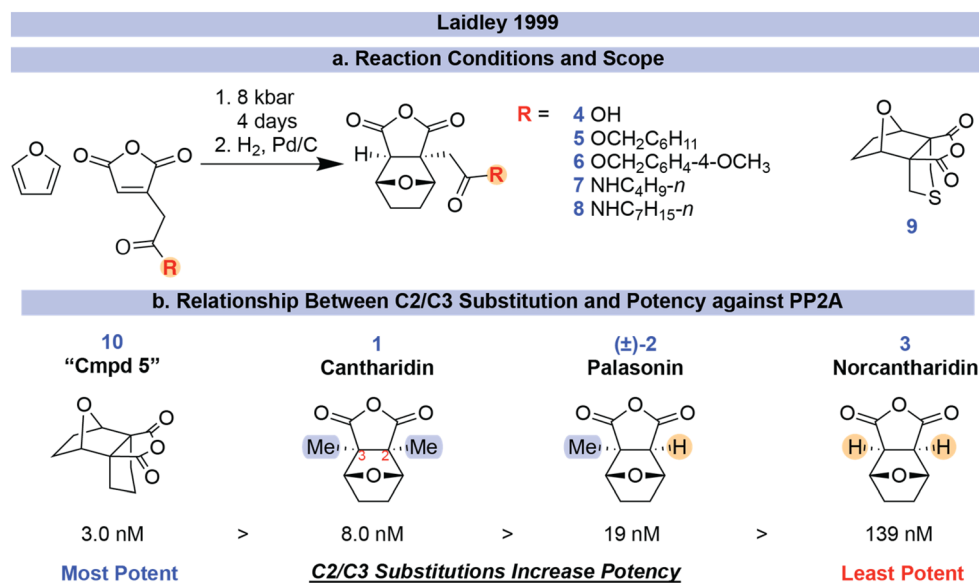 Laidley 1999
a. Reaction Conditions and Scope
1. 8 kbar
4 days
2. H₂, Pd/C
R = 4 OH
5 OCH₂C₆H₁₁
6 OCH₂C₆H₄-4-OCH₃
7 NHC₄H₉-n
8 NHC₇H₁₅-n
O
O O O
O
R
O
O O
H
O
O
R
O
O
O
O
S
9
b. Relationship Between C2/C3 Substitution and Potency against PP2A
10 1 (±)-2 3
"Cmpd 5" Cantharidin Palasonin Norcantharidin
O
O
O
O
O
O O
Me 3 2 Me
O
O
O O
Me H
O
O
O O
H H
O
3.0 nM > 8.0 nM > 19 nM > 139 nM
Most Potent C2/C3 Substitutions Increase Potency Least Potent